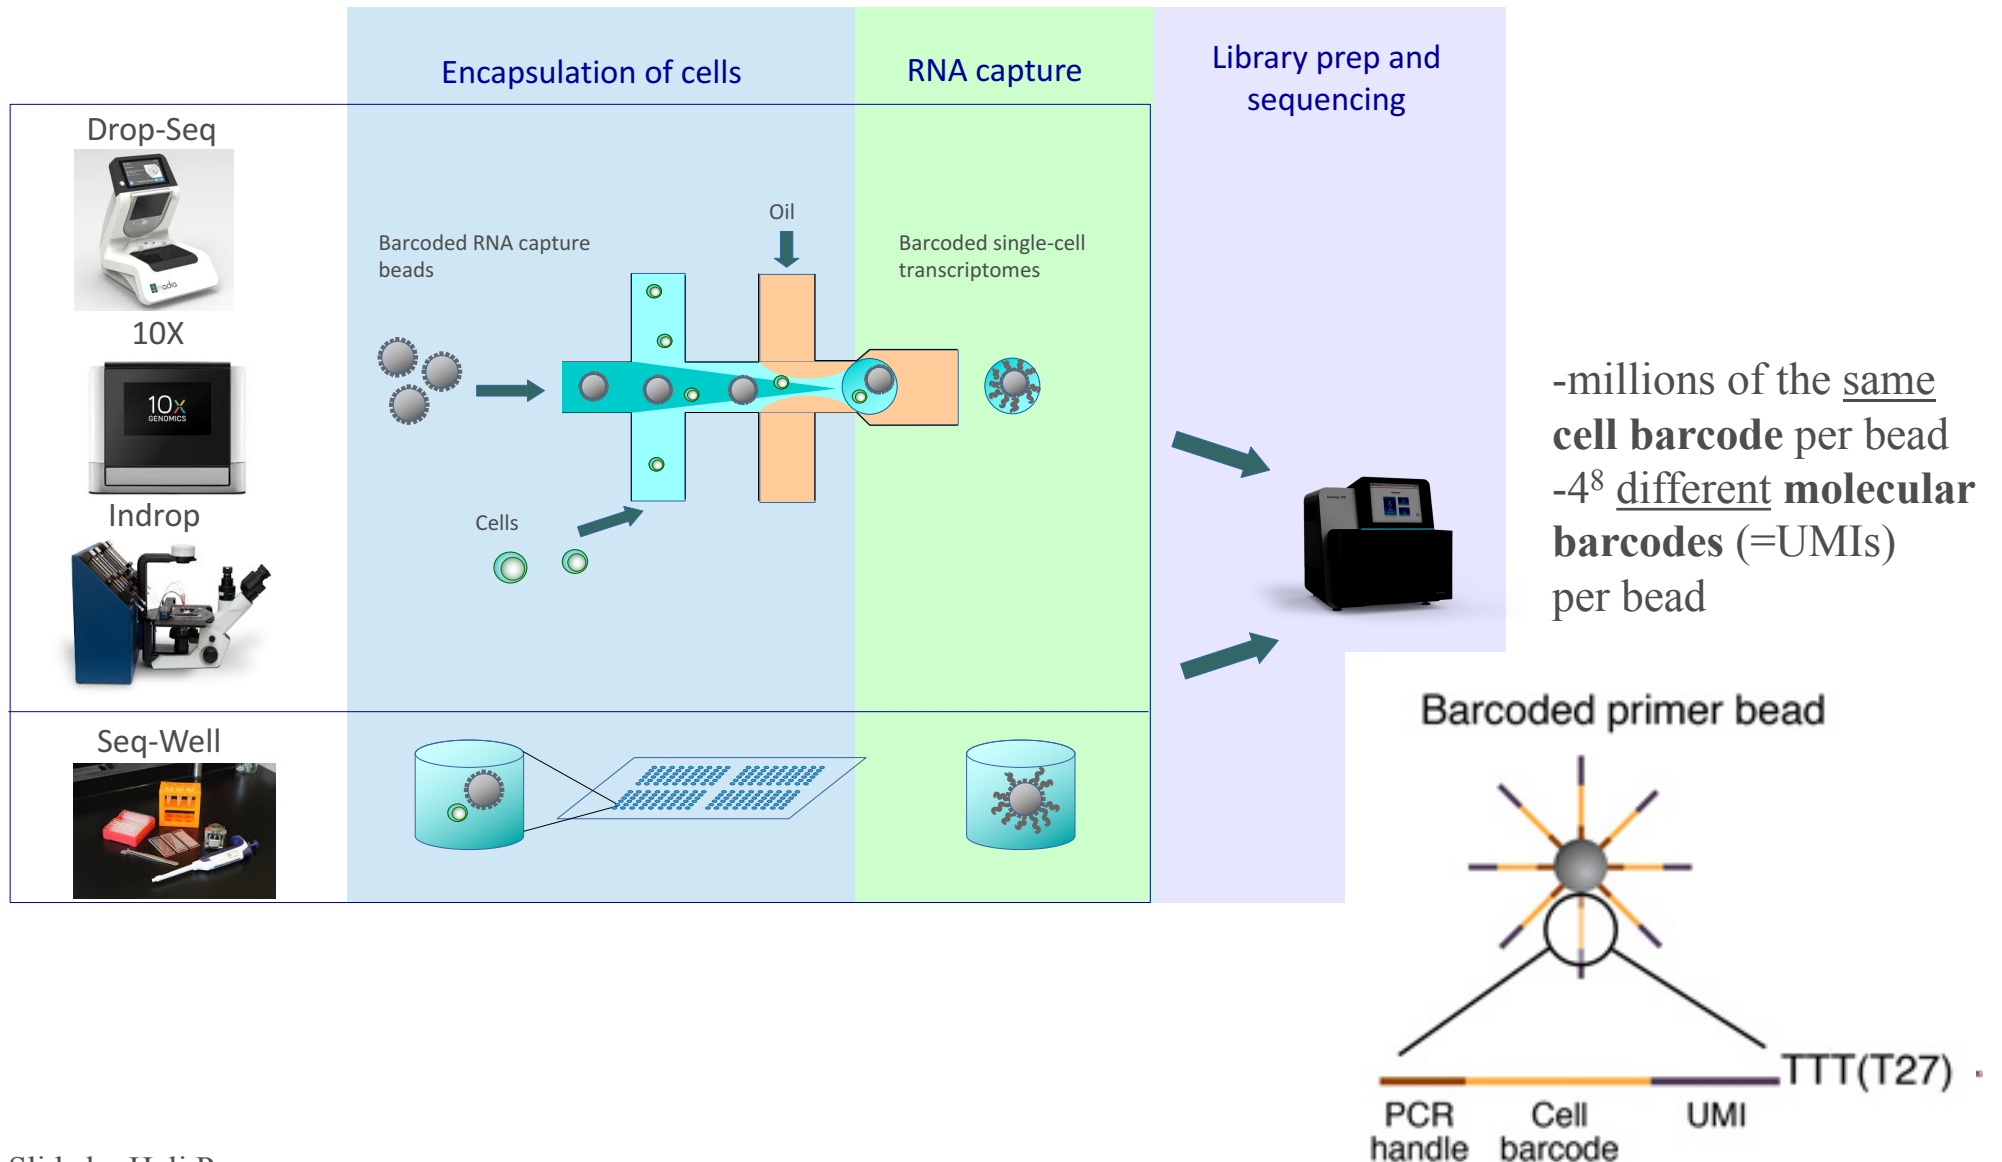 Encapsulation of cells
RNA capture
Library prep and
sequencing
Drop-Seq
nadia
10X
10X
GENOMICS
Indrop
Seq-Well
Barcoded RNA capture
beads
Oil
Cells
Barcoded single-cell
transcriptomes
-millions of the same
cell barcode per bead
-4⁸ different molecular
barcodes (=UMIs)
per bead
Barcoded primer bead
TTT(T27)
PCR
handle
Cell
barcode
UMI